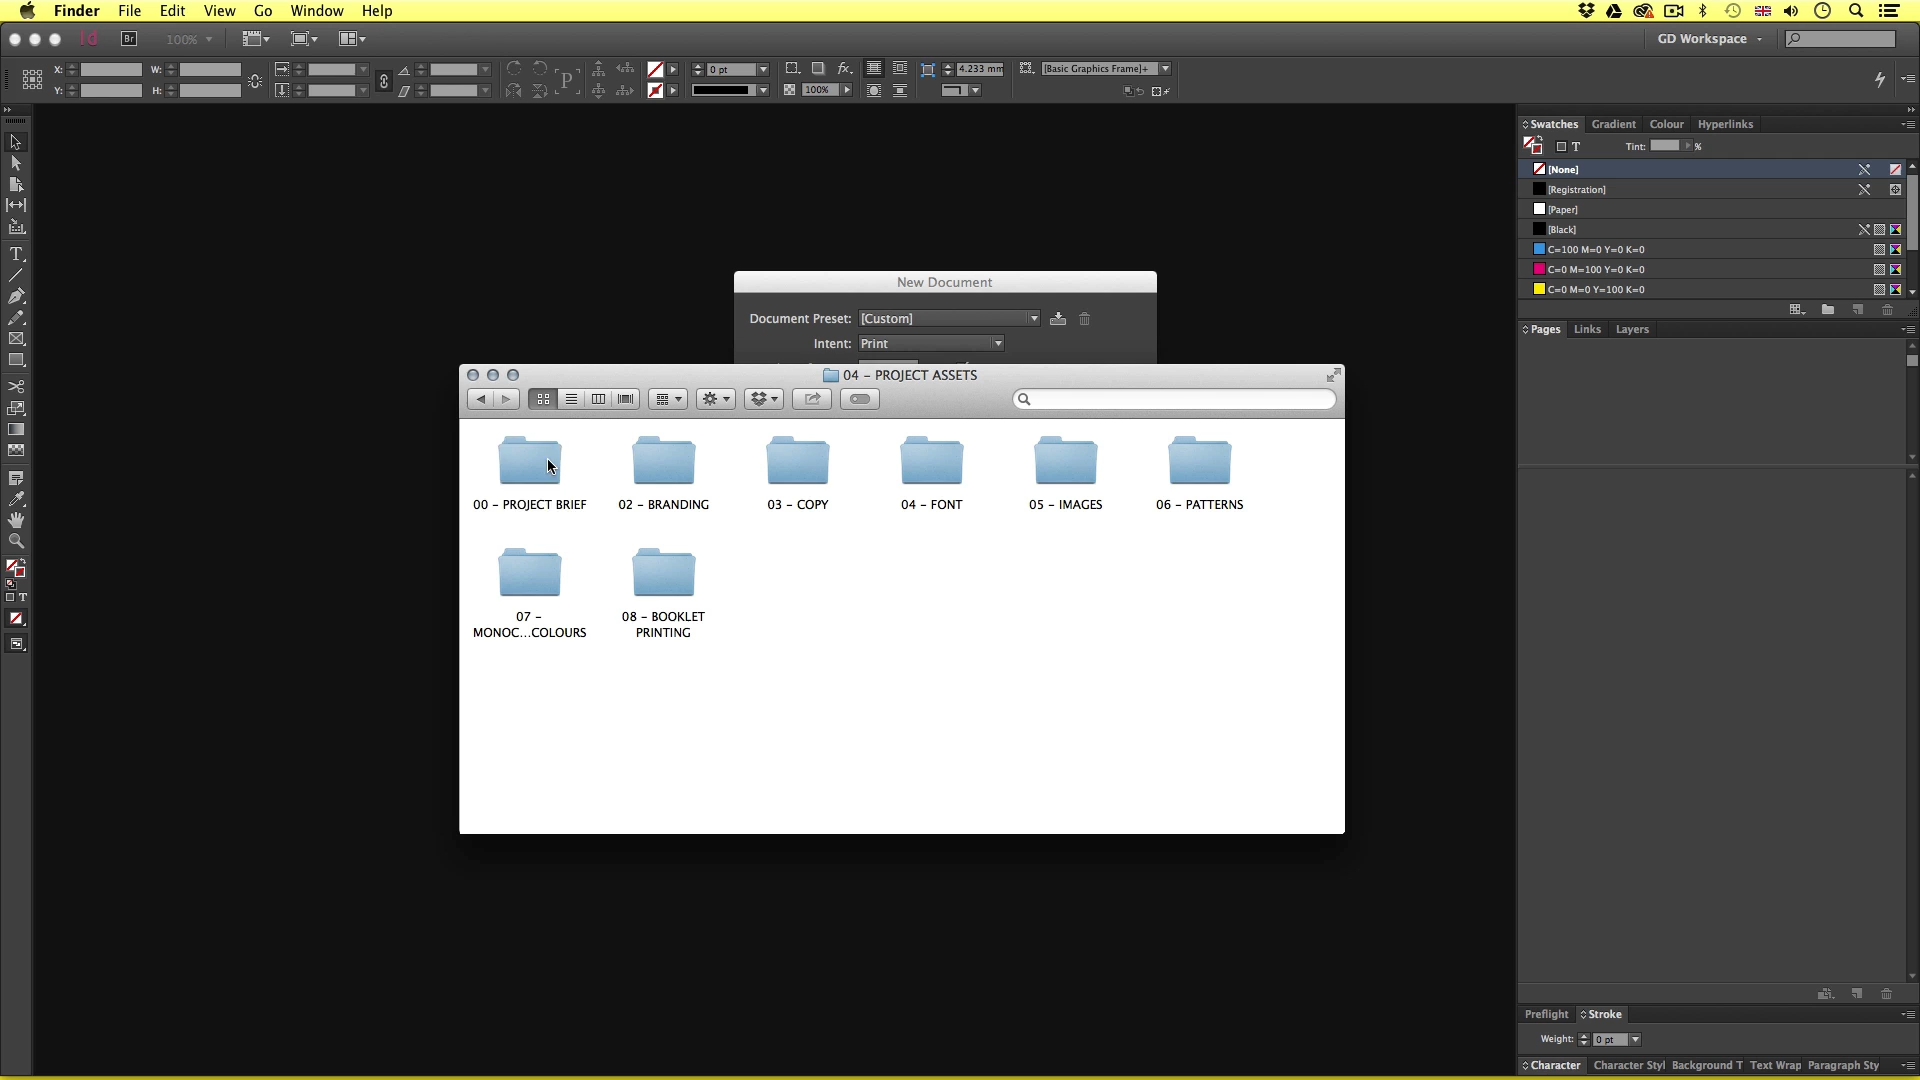 Finder File Edit View Go Window Help
Id Br 100% GD Workspace
X: W: 0 pt fx. 4.233 mm [Basic Graphics Frame]+
Y: H: P 100%
Swatches Gradient Colour Hyperlinks
T Tint: %
[None]
[Registration]
[Paper]
[Black]
C=100 M=0 Y=0 K=0
C=0 M=100 Y=0 K=0
C=0 M=0 Y=100 K=0
Pages Links Layers
New Document
Document Preset: [Custom]
Intent: Print
04 - PROJECT ASSETS
00 - PROJECT BRIEF 02 - BRANDING 03 - COPY 04 - FONT 05 - IMAGES 06 - PATTERNS
07 -
MONOC...COLOURS
08 - BOOKLET
PRINTING
Preflight Stroke
Weight: 0 pt
Character Character Styl Background T Text Wrap Paragraph Sty